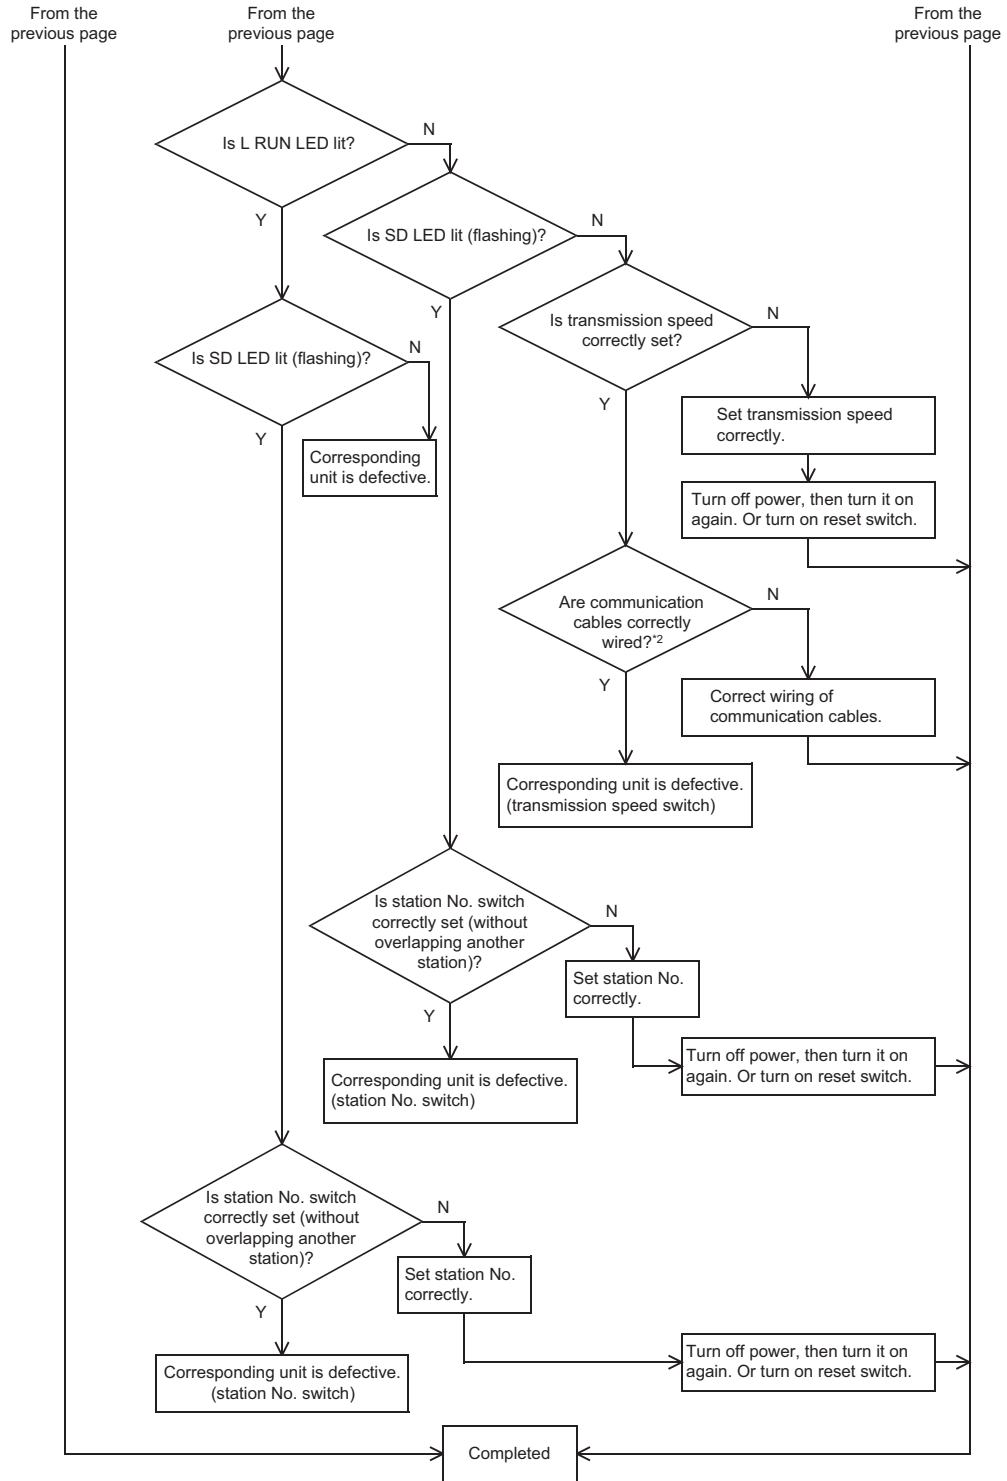 From the
previous page
From the
previous page
From the
previous page
Is L RUN LED lit?
N
Y
Is SD LED lit (flashing)?
N
Y
Is transmission speed
correctly set?
N
Y
Set transmission speed
correctly.
Turn off power, then turn it on
again. Or turn on reset switch.
Is SD LED lit (flashing)?
N
Y
Corresponding
unit is defective.
Are communication
cables correctly
wired?*2
N
Y
Correct wiring of
communication cables.
Corresponding unit is defective.
(transmission speed switch)
Is station No. switch
correctly set (without
overlapping another
station)?
N
Y
Set station No.
correctly.
Turn off power, then turn it on
again. Or turn on reset switch.
Corresponding unit is defective.
(station No. switch)
Is station No. switch
correctly set (without
overlapping another
station)?
N
Y
Set station No.
correctly.
Turn off power, then turn it on
again. Or turn on reset switch.
Corresponding unit is defective.
(station No. switch)
Completed